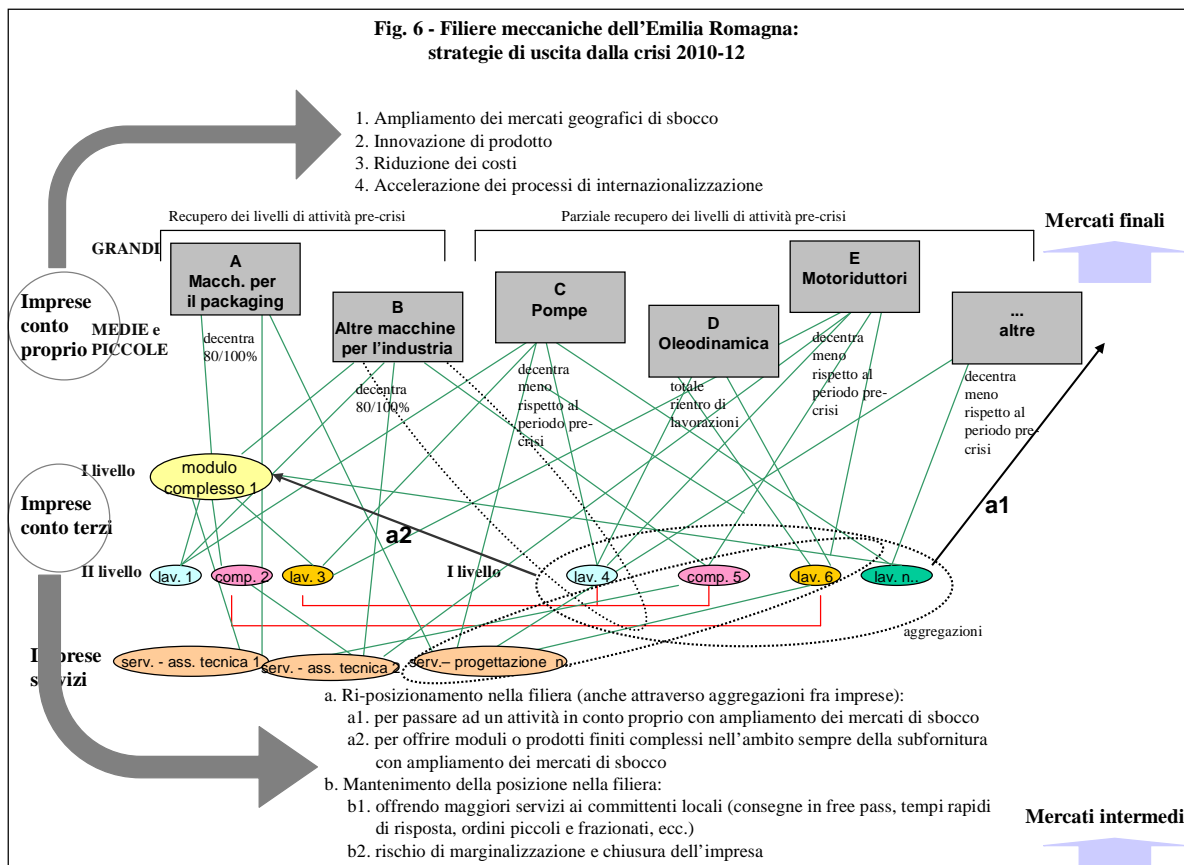 Fig. 6 - Filiere meccaniche dell'Emilia Romagna:
strategie di uscita dalla crisi 2010-12
1. Ampliamento dei mercati geografici di sbocco
2. Innovazione di prodotto
3. Riduzione dei costi
4. Accelerazione dei processi di internazionalizzazione
Recupero dei livelli di attività pre-crisi
Parziale recupero dei livelli di attività pre-crisi
Mercati finali
GRANDI
Imprese
conto
proprio
MEDIE e
PICCOLE
A
Macch. per
il packaging
B
Altre macchine
per l'industria
C
Pompe
D
Oleodinamica
E
Motoriduttori
...
altre
decentra
80/100%
decentra
80/100%
decentra
meno
rispetto al
periodo pre-
crisi
totale
rientro di
lavorazioni
decentra
meno
rispetto al
periodo pre-
crisi
decentra
meno
rispetto al
periodo pre-
crisi
I livello
modulo
complesso 1
Imprese
conto terzi
a2
a1
II livello
lav. 1
comp. 2
lav. 3
I livello
lav. 4
comp. 5
lav. 6
lav. n..
aggregazioni
Imprese
servizi
serv. - ass. tecnica 1
serv. - ass. tecnica 2
serv.– progettazione n.
a. Ri-posizionamento nella filiera (anche attraverso aggregazioni fra imprese):
a1. per passare ad un attività in conto proprio con ampliamento dei mercati di sbocco
a2. per offrire moduli o prodotti finiti complessi nell'ambito sempre della subfornitura
con ampliamento dei mercati di sbocco
b. Mantenimento della posizione nella filiera:
b1. offrendo maggiori servizi ai committenti locali (consegne in free pass, tempi rapidi
di risposta, ordini piccoli e frazionati, ecc.)
b2. rischio di marginalizzazione e chiusura dell'impresa
Mercati intermedi